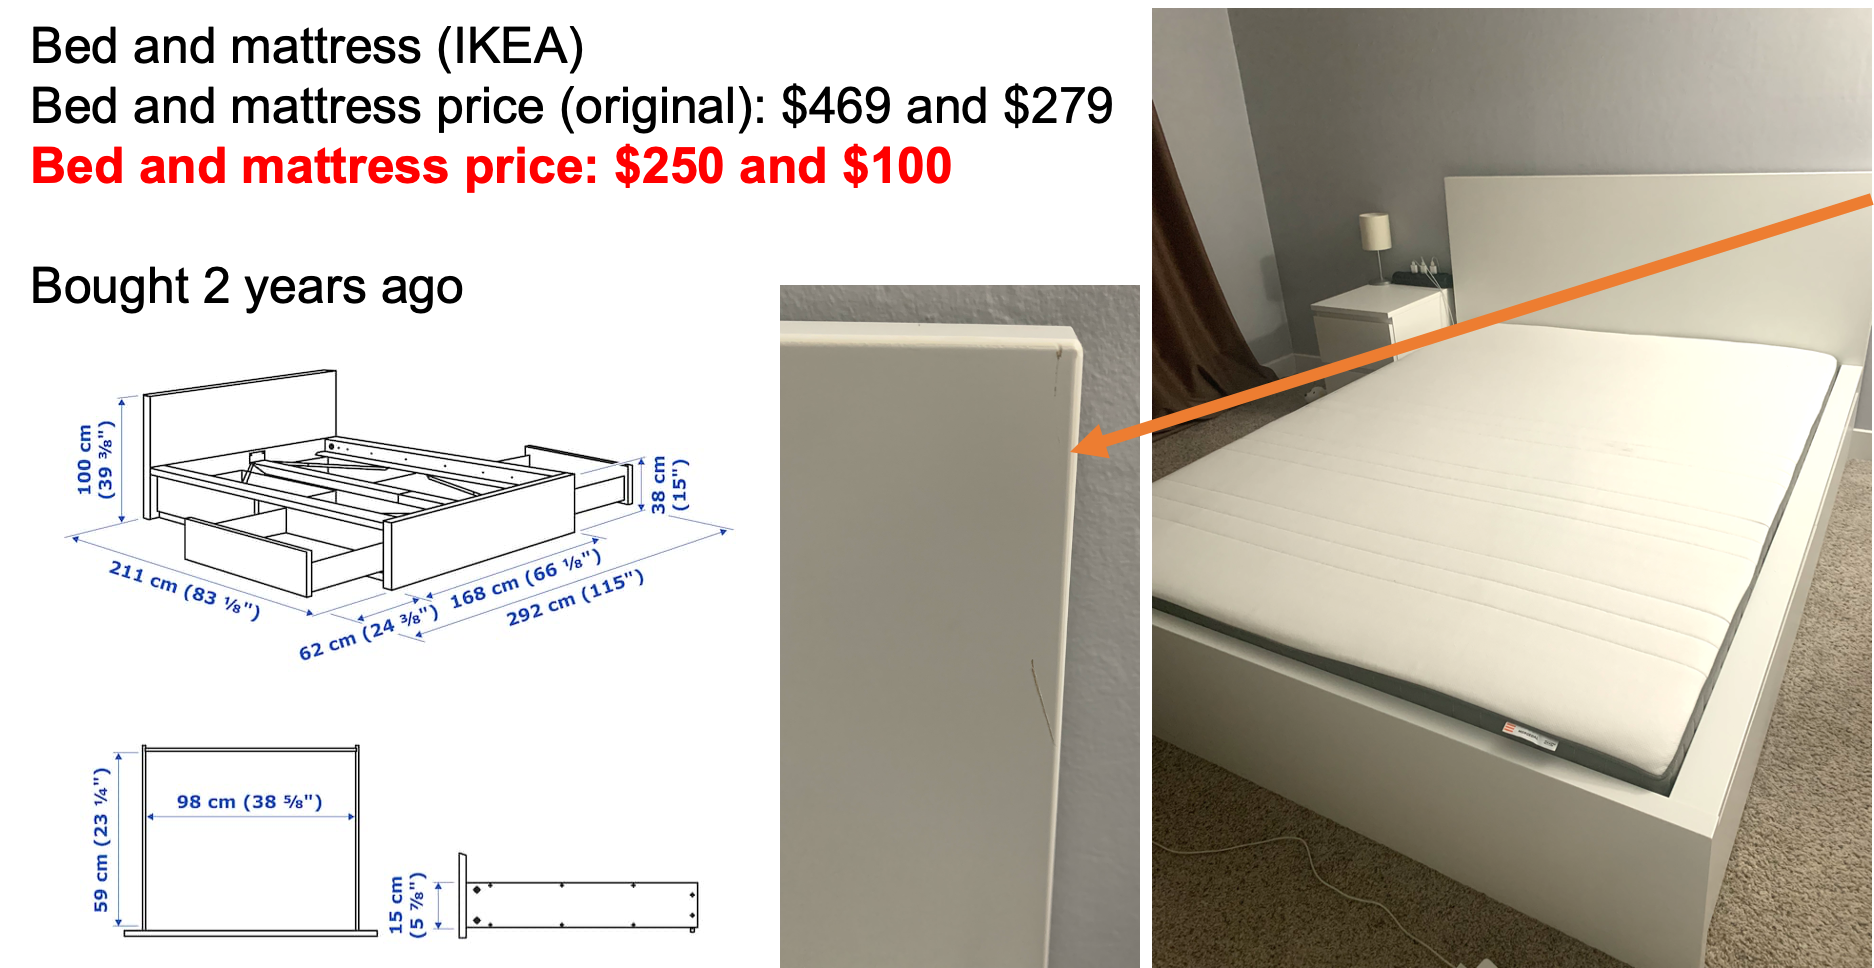 Bed and mattress (IKEA)
Bed and mattress price (original): $469 and $279
Bed and mattress price: $250 and $100
Bought 2 years ago
100 cm
(39 ⅜")
38 cm
(15")
211 cm (83 ⅛")
62 cm (24 ⅜")
168 cm (66 ⅛")
292 cm (115")
59 cm (23 ¼")
98 cm (38 ⅝")
15 cm
(5 ⅞")